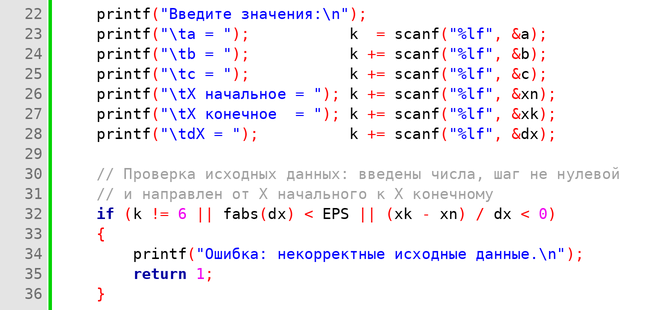 22 printf("Введите значения:\n");
23 printf("\ta = "); k = scanf("%lf", &a);
24 printf("\tb = "); k += scanf("%lf", &b);
25 printf("\tc = "); k += scanf("%lf", &c);
26 printf("\tX начальное = "); k += scanf("%lf", &xn);
27 printf("\tX конечное  = "); k += scanf("%lf", &xk);
28 printf("\tdX = "); k += scanf("%lf", &dx);
29
30 // Проверка исходных данных: введены числа, шаг не нулевой
31 // и направлен от X начального к X конечному
32 if (k != 6 || fabs(dx) < EPS || (xk - xn) / dx < 0)
33 {
34 printf("Ошибка: некорректные исходные данные.\n");
35 return 1;
36 }